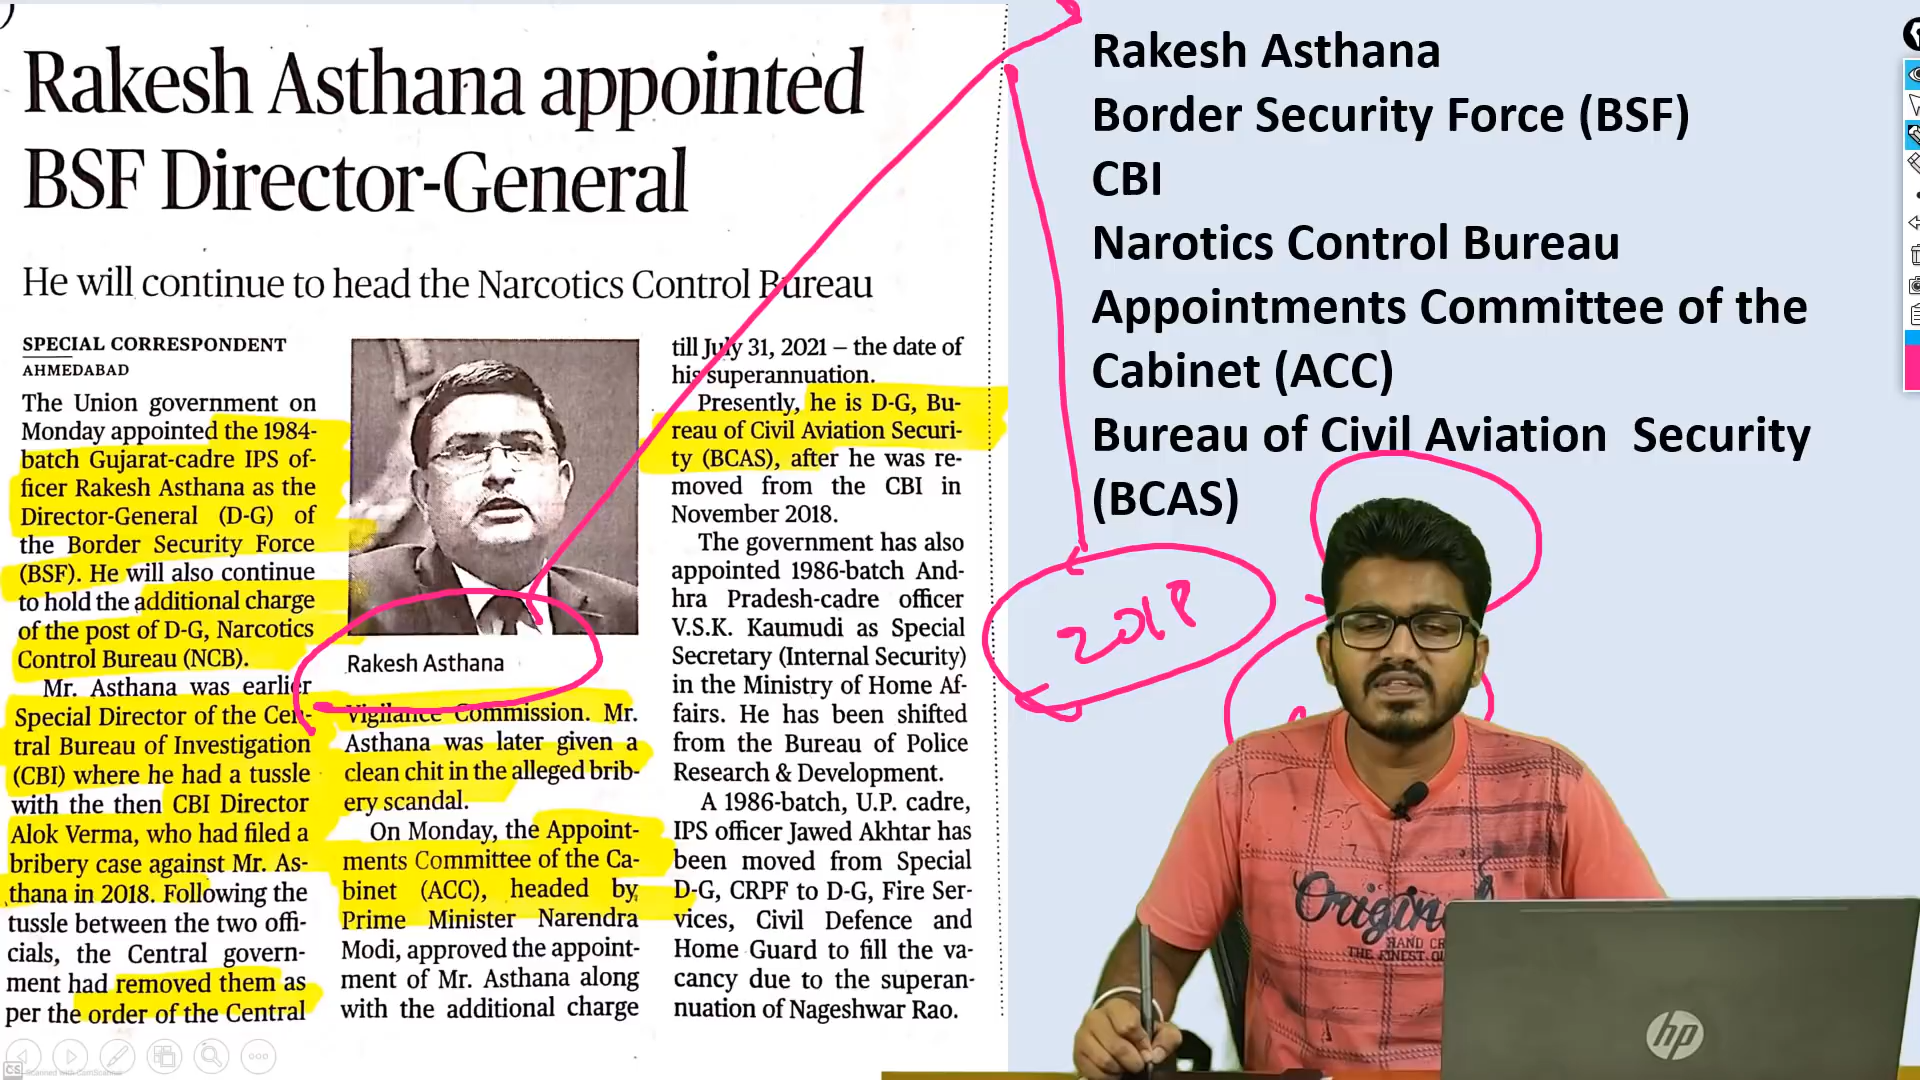 Rakesh Asthana appointed
BSF Director-General
He will continue to head the Narcotics Control Bureau
SPECIAL CORRESPONDENT
AHMEDABAD
The Union government on
Monday appointed the 1984-
batch Gujarat-cadre IPS of-
ficer Rakesh Asthana as the
Director-General (D-G) of
the Border Security Force
(BSF). He will also continue
to hold the additional charge
of the post of D-G, Narcotics
Control Bureau (NCB).
Mr. Asthana was earlier
Special Director of the Cen-
tral Bureau of Investigation
(CBI) where he had a tussle
with the then CBI Director
Alok Verma, who had filed a
bribery case against Mr. As-
thana in 2018. Following the
tussle between the two offi-
cials, the Central govern-
ment had removed them as
per the order of the Central
Rakesh Asthana
Vigilance Commission. Mr.
Asthana was later given a
clean chit in the alleged brib-
ery scandal.
On Monday, the Appoint-
ments Committee of the Ca-
binet (ACC), headed by
Prime Minister Narendra
Modi, approved the appoint-
ment of Mr. Asthana along
with the additional charge
till July 31, 2021 – the date of
his superannuation.
Presently, he is D-G, Bu-
reau of Civil Aviation Securi-
ty (BCAS), after he was re-
moved from the CBI in
November 2018.
The government has also
appointed 1986-batch And-
hra Pradesh-cadre officer
V.S.K. Kaumudi as Special
Secretary (Internal Security)
in the Ministry of Home Af-
fairs. He has been shifted
from the Bureau of Police
Research & Development.
A 1986-batch, U.P. cadre,
IPS officer Jawed Akhtar has
been moved from Special
D-G, CRPF to D-G, Fire Ser-
vices, Civil Defence and
Home Guard to fill the va-
cancy due to the superan-
nuation of Nageshwar Rao.
Rakesh Asthana
Border Security Force (BSF)
CBI
Narotics Control Bureau
Appointments Committee of the
Cabinet (ACC)
Bureau of Civil Aviation Security
(BCAS)
2018
Origin
HAND CR
THE FINEST
hp
CS Scanned with CamScanner